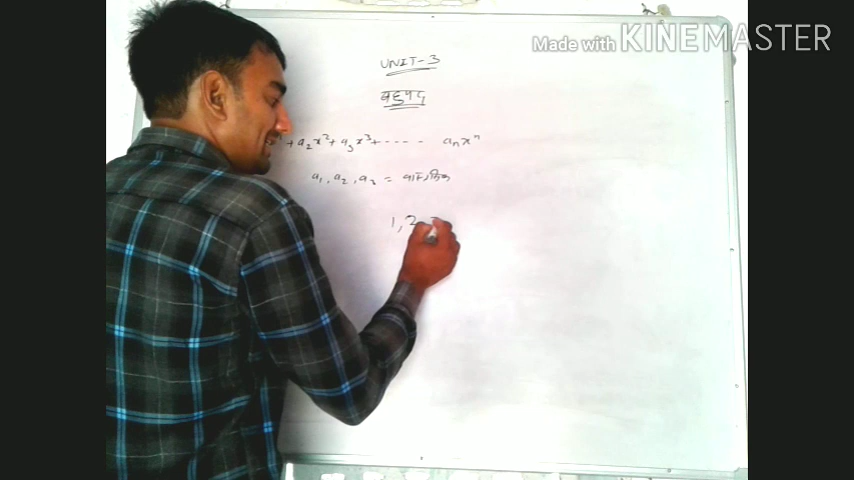 Made with KINEMASTER
UNIT-3
बहुपद
+ a₂x² + a₃x³ + ---- aₙxⁿ
a₁, a₂, a₃ = वास्तविक
1, 2